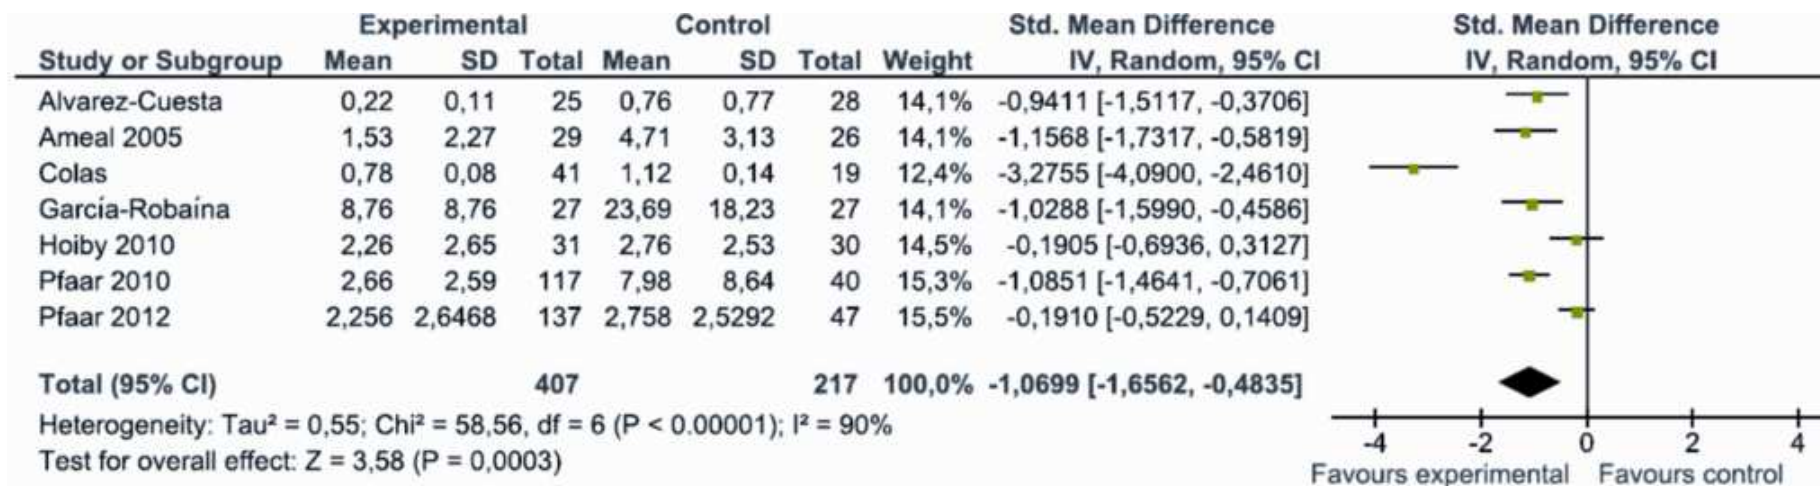 Experimental Control Std. Mean Difference Std. Mean Difference
Study or Subgroup Mean SD Total Mean SD Total Weight IV, Random, 95% CI IV, Random, 95% CI
Alvarez-Cuesta 0,22 0,11 25 0,76 0,77 28 14,1% -0,9411 [-1,5117, -0,3706]
Ameal 2005 1,53 2,27 29 4,71 3,13 26 14,1% -1,1568 [-1,7317, -0,5819]
Colas 0,78 0,08 41 1,12 0,14 19 12,4% -3,2755 [-4,0900, -2,4610]
García-Robaína 8,76 8,76 27 23,69 18,23 27 14,1% -1,0288 [-1,5990, -0,4586]
Hoiby 2010 2,26 2,65 31 2,76 2,53 30 14,5% -0,1905 [-0,6936, 0,3127]
Pfaar 2010 2,66 2,59 117 7,98 8,64 40 15,3% -1,0851 [-1,4641, -0,7061]
Pfaar 2012 2,256 2,6468 137 2,758 2,5292 47 15,5% -0,1910 [-0,5229, 0,1409]
Total (95% CI) 407 217 100,0% -1,0699 [-1,6562, -0,4835]
Heterogeneity: Tau² = 0,55; Chi² = 58,56, df = 6 (P < 0.00001); I² = 90%
Test for overall effect: Z = 3,58 (P = 0,0003)
-4 -2 0 2 4
Favours experimental Favours control